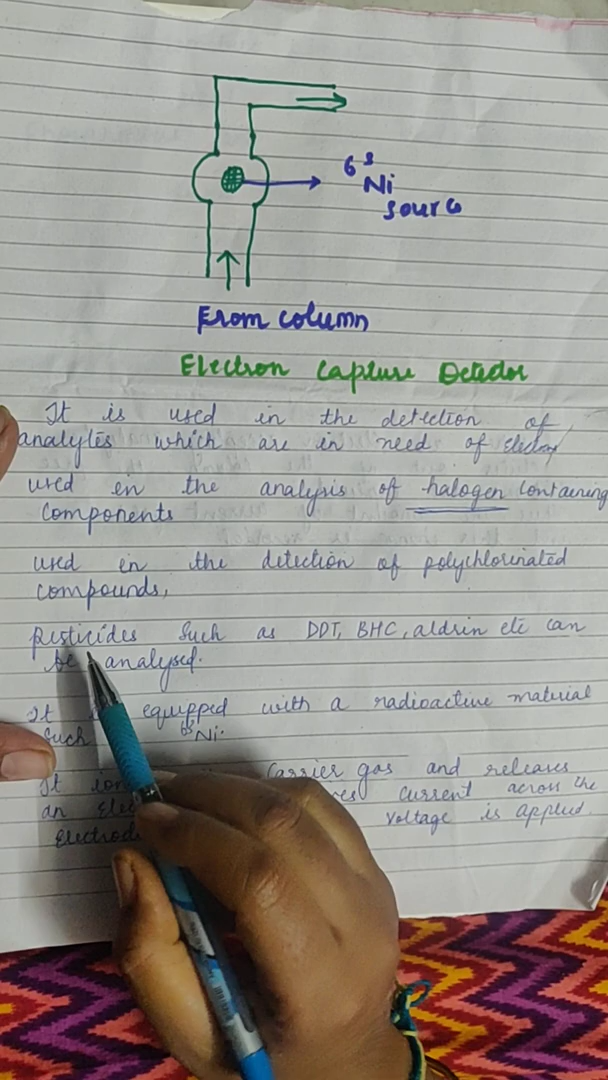 63
Ni
source
From column
Electron Capture Detector
It is used in the detection of
analytes which are in need of electron
used in the analysis of halogen containing
components
used in the detection of polychlorinated
compounds,
pesticides such as DDT, BHC, aldrin etc can
be analysed.
It equipped with a radioactive material
such 63Ni.
It carrier gas and releases
an current across the
electrode voltage is applied.